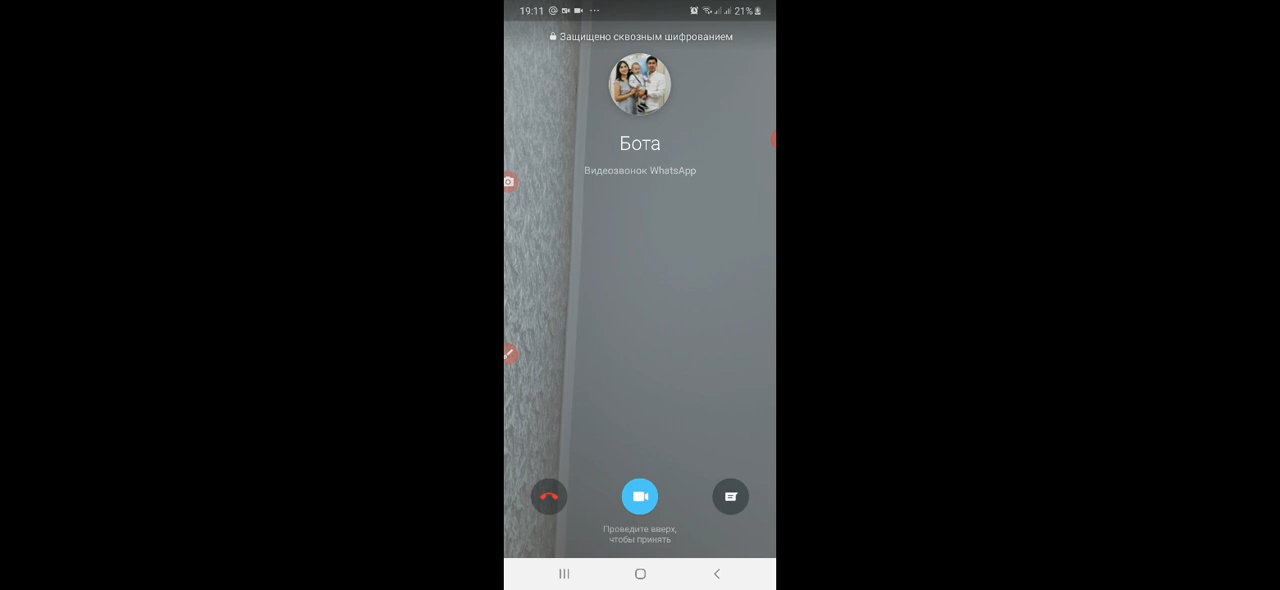 19:11 @ ... 21%
Защищено сквозным шифрованием
Бота
Видеозвонок WhatsApp
Проведите вверх,
чтобы принять